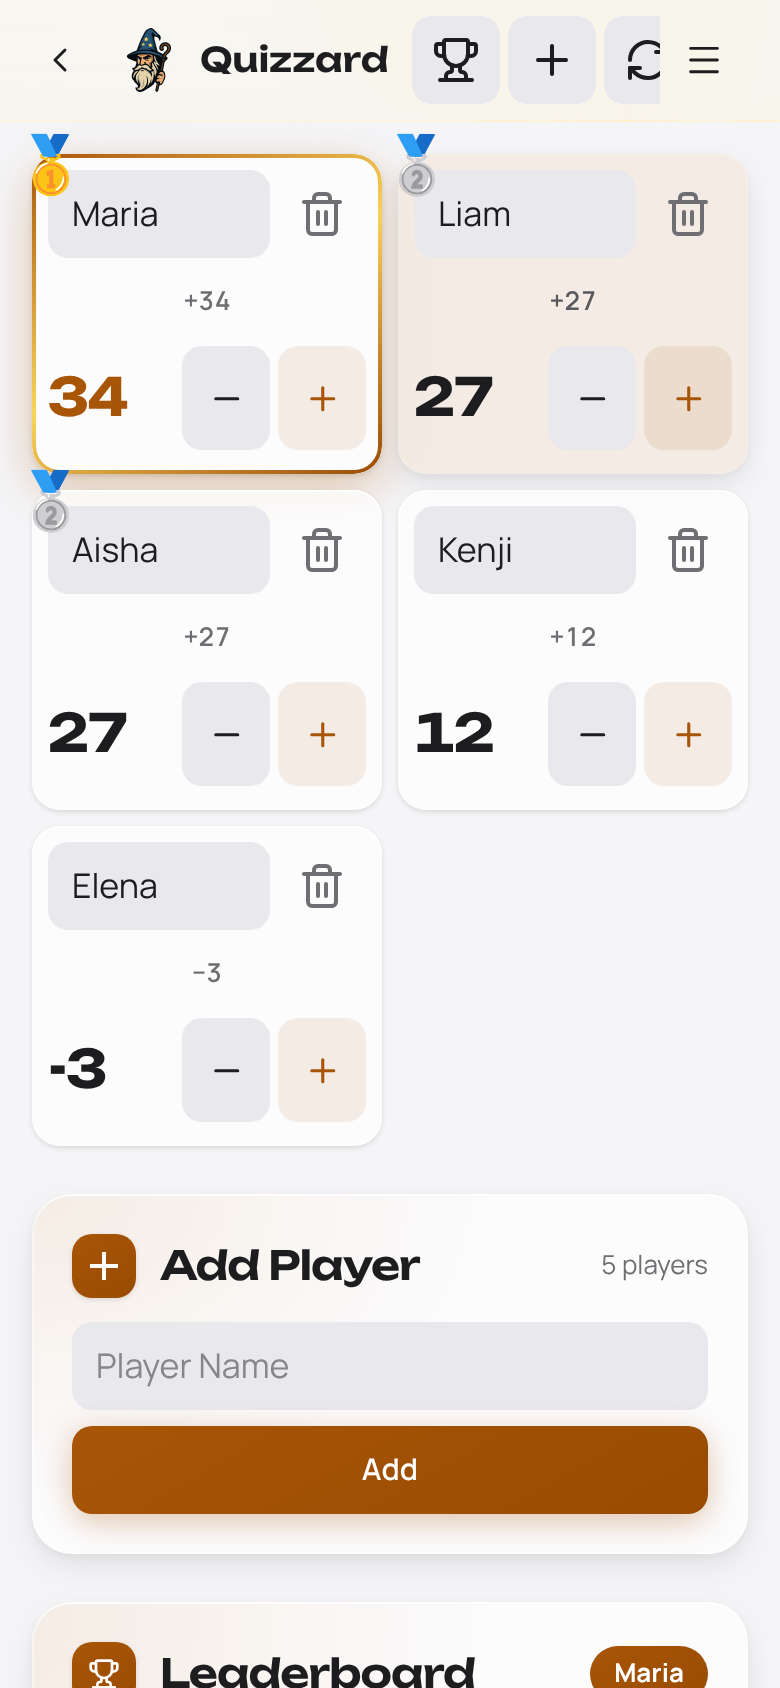 Quizzard
1
Maria
+34
34
2
Liam
+27
27
2
Aisha
+27
27
Kenji
+12
12
Elena
−3
-3
Add Player
5 players
Player Name
Add
Leaderboard
Maria